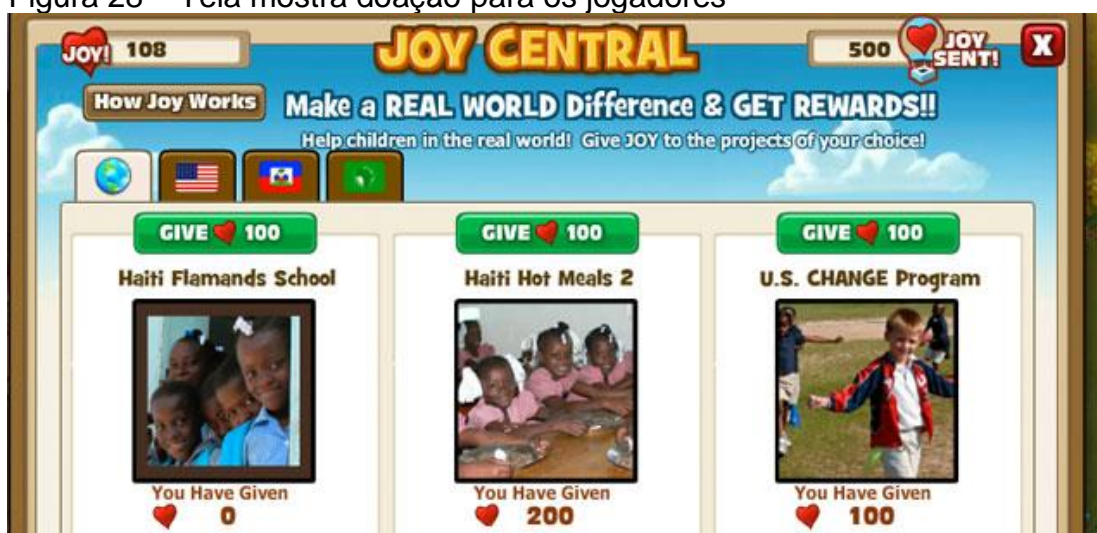 Figura 28 – Tela mostra doação para os jogadores
JOY! 108
JOY CENTRAL
500 JOY SENT!
X
How Joy Works
Make a REAL WORLD Difference & GET REWARDS!!
Help children in the real world! Give JOY to the projects of your choice!
GIVE 100
GIVE 100
GIVE 100
Haiti Flamands School
Haiti Hot Meals 2
U.S. CHANGE Program
You Have Given
0
You Have Given
200
You Have Given
100